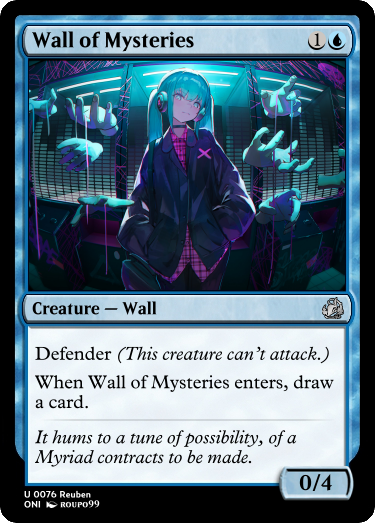 Wall of Mysteries 1
Creature — Wall
Defender (This creature can't attack.)
When Wall of Mysteries enters, draw
a card.
It hums to a tune of possibility, of a
Myriad contracts to be made.
0/4
U 0076 Reuben
ONI ROUPO99